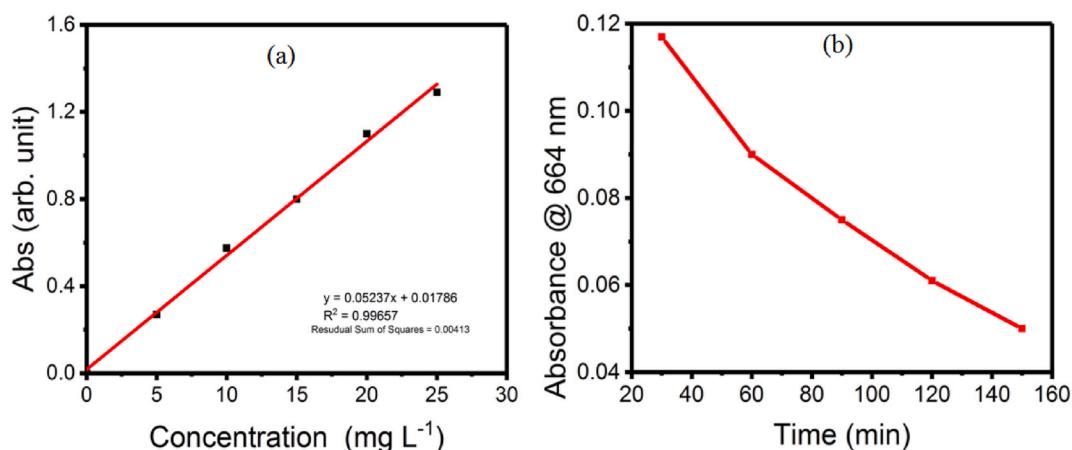 (a)
Abs (arb. unit)
1.6
1.2
0.8
0.4
0.0
y = 0.05237x + 0.01786
R² = 0.99657
Resudual Sum of Squares = 0.00413
0 5 10 15 20 25 30
Concentration (mg L⁻¹)
(b)
Absorbance @ 664 nm
0.12
0.10
0.08
0.06
0.04
20 40 60 80 100 120 140 160
Time (min)